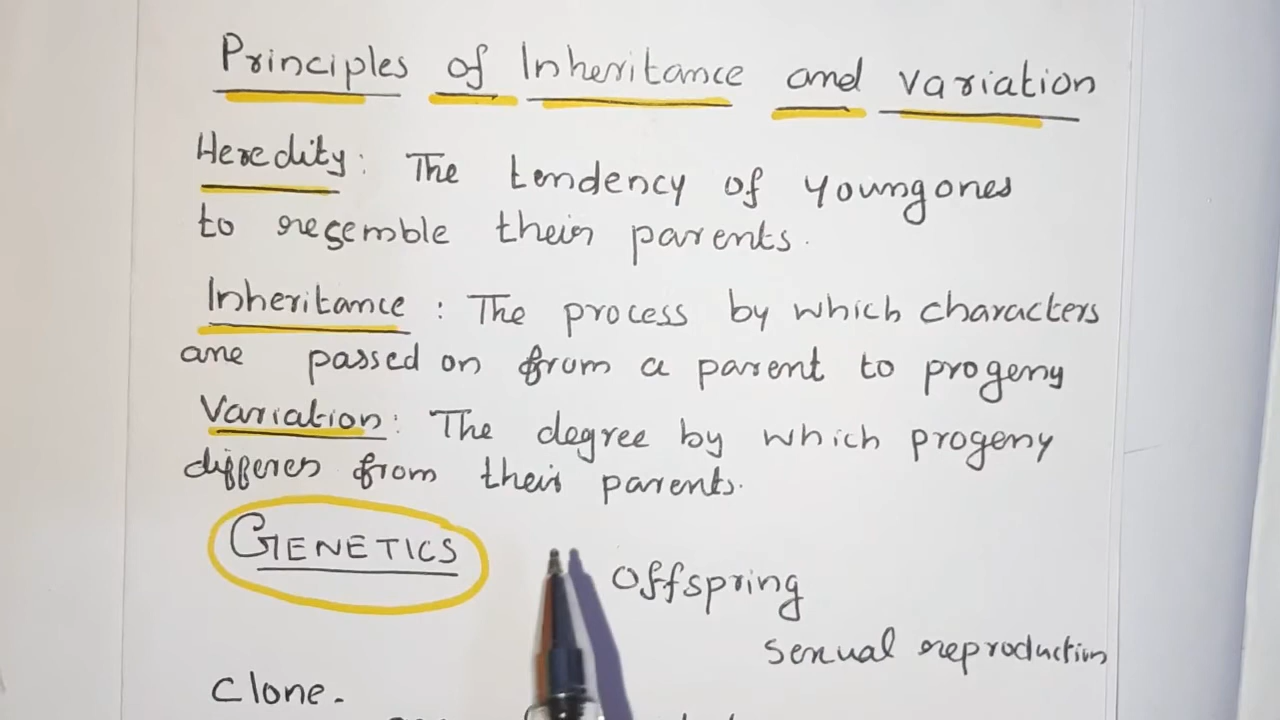 Principles of Inheritance and variation
Heredity: The tendency of youngones
to resemble their parents.
Inheritance : The process by which characters
are passed on from a parent to progeny
Variation: The degree by which progeny
differes from their parents.
GENETICS
Offspring
sexual reproduction
Clone.